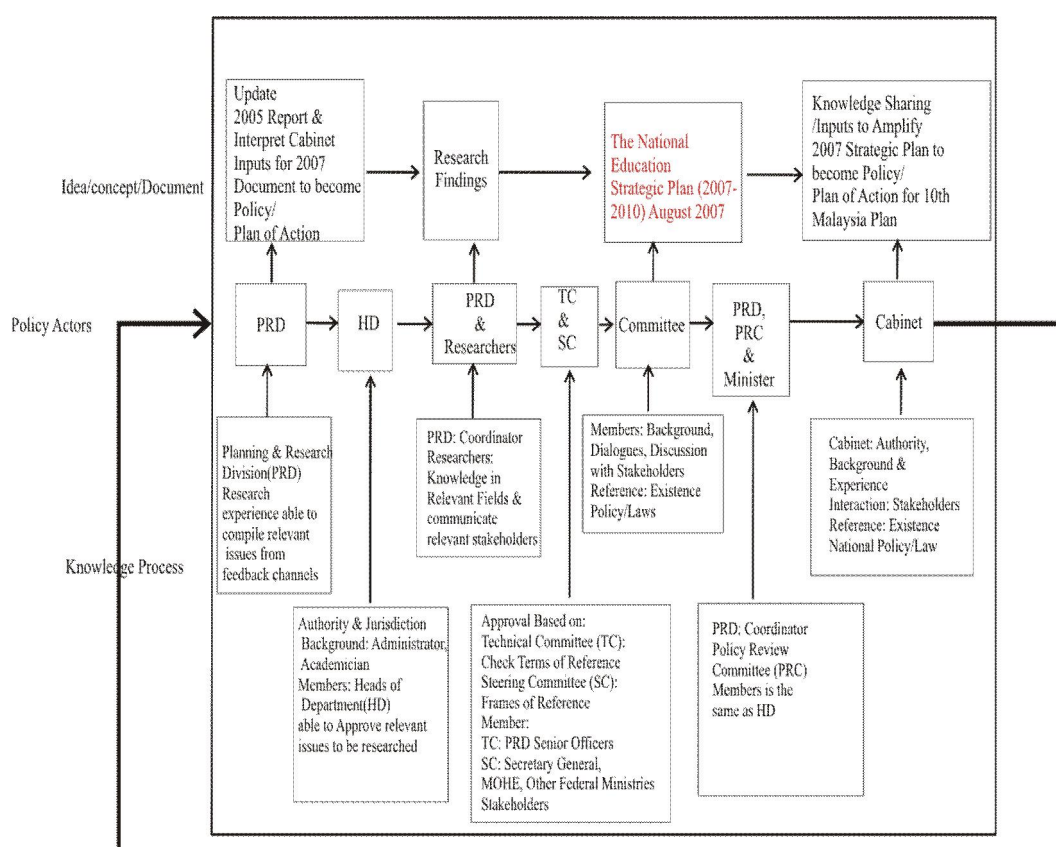 Update
2005 Report &
Interpret Cabinet
Inputs for 2007
Document to become
Policy/
Plan of Action
Research
Findings
The National
Education
Strategic Plan (2007-
2010) August 2007
Knowledge Sharing
/Inputs to Amplify
2007 Strategic Plan to
become Policy/
Plan of Action for 10th
Malaysia Plan
Idea/concept/Document
Policy Actors
PRD
HD
PRD
&
Researchers
TC
&
SC
Committee
PRD,
PRC
&
Minister
Cabinet
Knowledge Process
Planning & Research
Division(PRD)
Research
experience able to
compile relevant
issues from
feedback channels
PRD: Coordinator
Researchers:
Knowledge in
Relevant Fields &
communicate
relevant stakeholders
Members: Background,
Dialogues, Discussion
with Stakeholders
Reference: Existence
Policy/Laws
Cabinet: Authority,
Background &
Experience
Interaction: Stakeholders
Reference: Existence
National Policy/Law
Authority & Jurisdiction
Background: Administrator,
Academician
Members: Heads of
Department(HD)
able to Approve relevant
issues to be researched
Approval Based on:
Technical Committee (TC):
Check Terms of Reference
Steering Committee (SC):
Frames of Reference
Member:
TC: PRD Senior Officers
SC: Secretary General,
MOHE, Other Federal Ministries
Stakeholders
PRD: Coordinator
Policy Review
Committee (PRC)
Members is the
same as HD